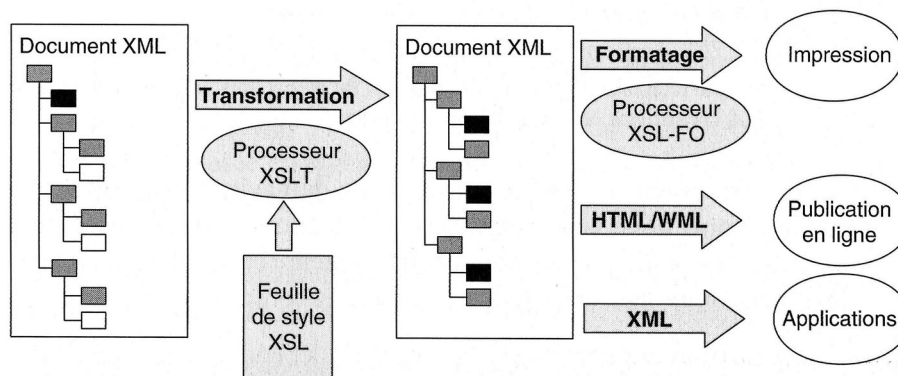 Document XML
Transformation
Processeur
XSLT
Feuille
de style
XSL
Document XML
Formatage
Processeur
XSL-FO
Impression
HTML/WML
Publication
en ligne
XML
Applications